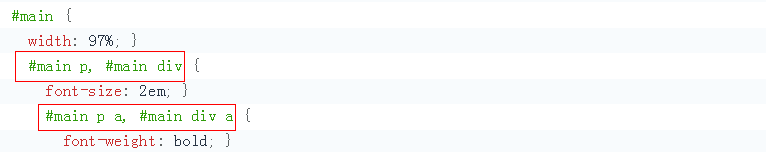 #main {
width: 97%; }
#main p, #main div {
font-size: 2em; }
#main p a, #main div a {
font-weight: bold; }